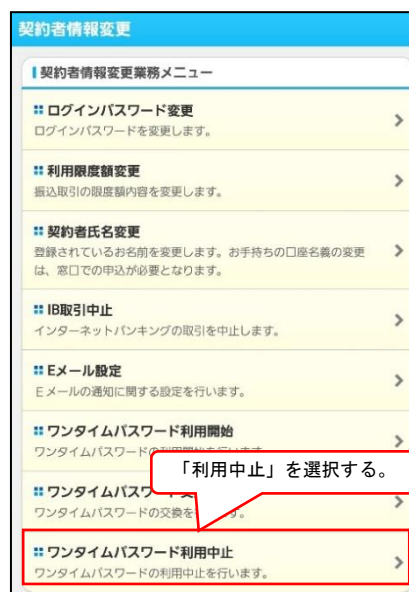 契約者情報変更
契約者情報変更業務メニュー
ログインパスワード変更
ログインパスワードを変更します。
利用限度額変更
振込取引の限度額内容を変更します。
契約者氏名変更
登録されているお名前を変更します。お手持ちの口座名義の変更
は、窓口での申込が必要となります。
IB取引中止
インターネットバンキングの取引を中止します。
Eメール設定
Eメールの通知に関する設定を行います。
ワンタイムパスワード利用開始
ワンタイムパスワードの
「利用中止」を選択する。
ワンタイムパスワ
ワンタイムパスワードの交換を
ワンタイムパスワード利用中止
ワンタイムパスワードの利用中止を行います。